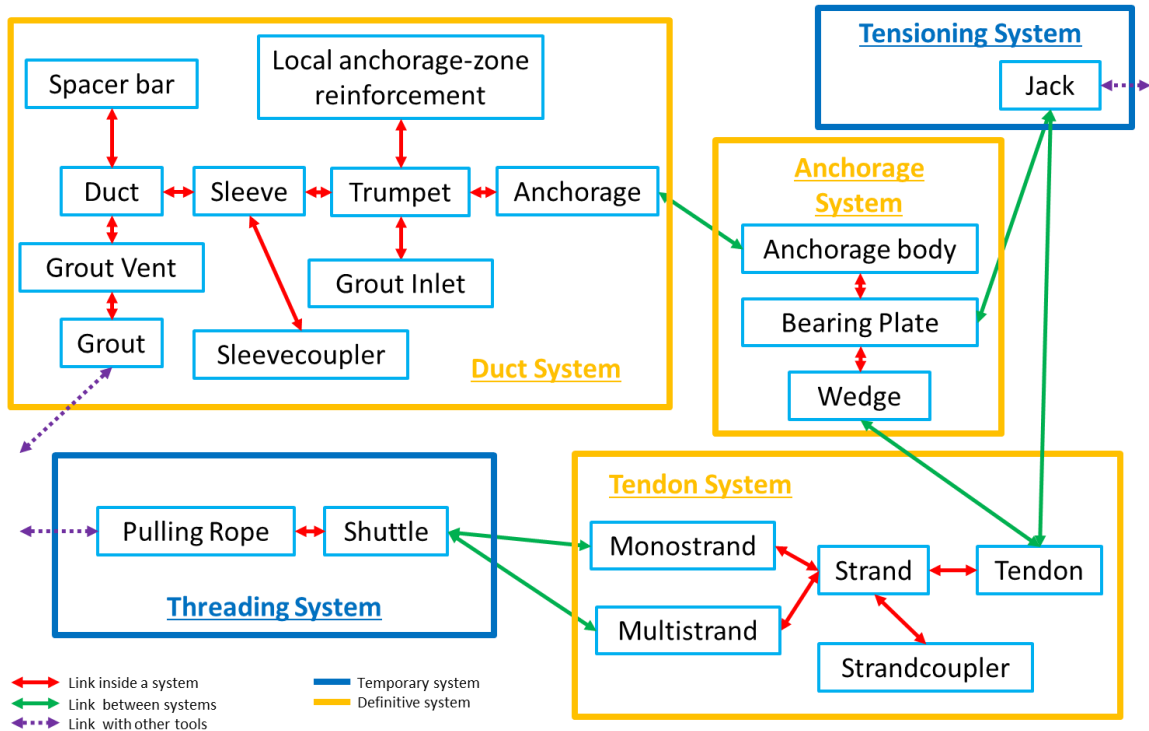 Tensioning System
Jack
Spacer bar
Local anchorage-zone
reinforcement
Duct
Sleeve
Trumpet
Anchorage
Grout Vent
Grout Inlet
Grout
Sleevecoupler
Duct System
Anchorage
System
Anchorage body
Bearing Plate
Wedge
Pulling Rope
Shuttle
Threading System
Tendon System
Monostrand
Strand
Tendon
Multistrand
Strandcoupler
Link inside a system
Link between systems
Link with other tools
Temporary system
Definitive system